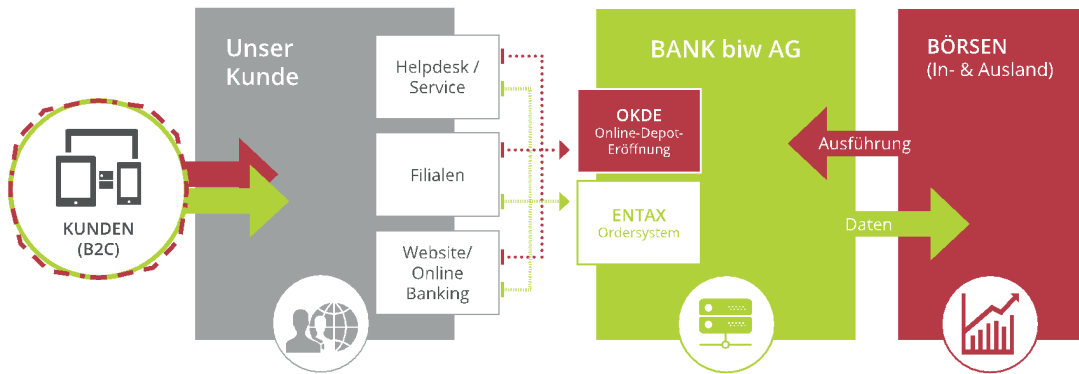 KUNDEN
(B2C)
Unser
Kunde
Helpdesk /
Service
Filialen
Website/
Online
Banking
BANK biw AG
OKDE
Online-Depot-
Eröffnung
ENTAX
Ordersystem
BÖRSEN
(In- & Ausland)
Ausführung
Daten